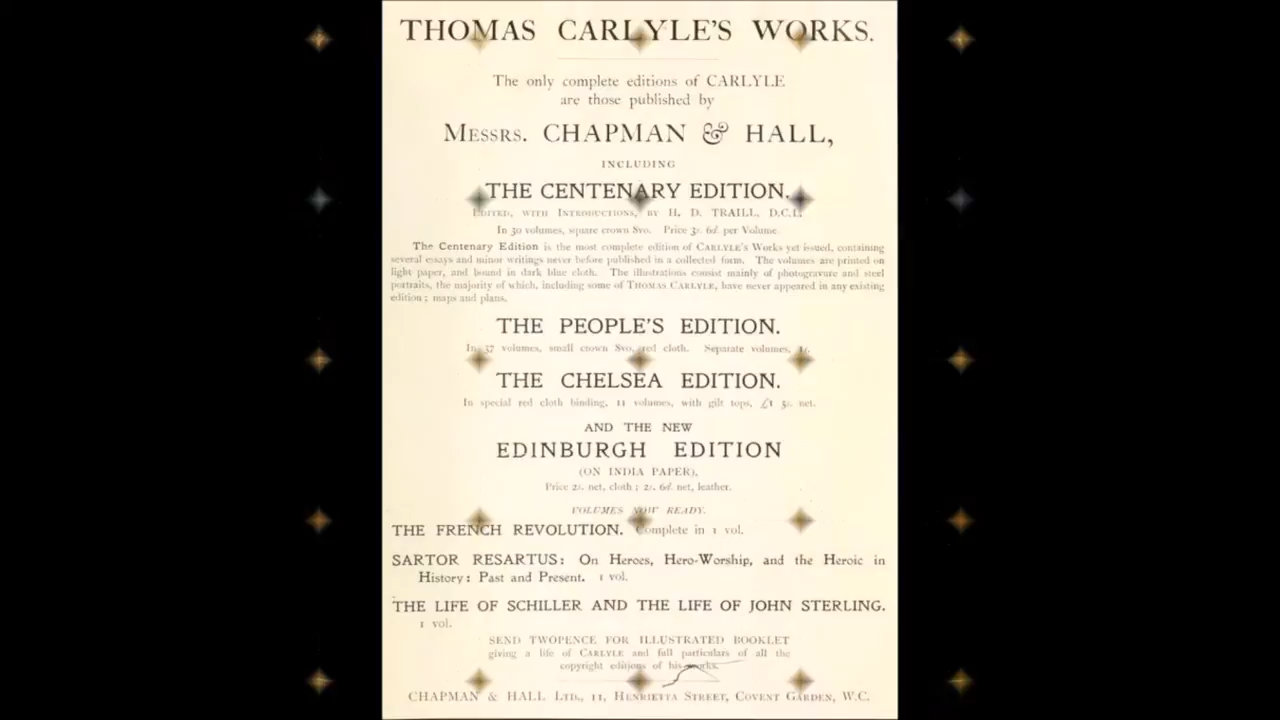 THOMAS CARLYLE'S WORKS.
The only complete editions of CARLYLE
are those published by
MESSRS. CHAPMAN & HALL,
INCLUDING
THE CENTENARY EDITION.
EDITED, WITH INTRODUCTIONS, BY H. D. TRAILL, D.C.L.
In 30 volumes, square crown 8vo. Price 3s. 6d. per Volume
The Centenary Edition is the most complete edition of CARLYLE'S Works yet issued, containing
several essays and minor writings never before published in a collected form. The volumes are printed on
light paper, and bound in dark blue cloth. The illustrations consist mainly of photogravure and steel
portraits, the majority of which, including some of THOMAS CARLYLE, have never appeared in any existing
edition; maps and plans.
THE PEOPLE'S EDITION.
In 37 volumes, small crown 8vo, red cloth. Separate volumes, 1s.
THE CHELSEA EDITION.
In special red cloth binding, 11 volumes, with gilt tops, £1 5s. net.
AND THE NEW
EDINBURGH EDITION
(ON INDIA PAPER),
Price 2s. net, cloth; 2s. 6d. net, leather.
VOLUMES NOW READY.
THE FRENCH REVOLUTION. Complete in 1 vol.
SARTOR RESARTUS: On Heroes, Hero-Worship, and the Heroic in
History: Past and Present. 1 vol.
THE LIFE OF SCHILLER AND THE LIFE OF JOHN STERLING.
1 vol.
SEND TWOPENCE FOR ILLUSTRATED BOOKLET
giving a life of CARLYLE and full particulars of all the
copyright editions of his works.
CHAPMAN & HALL LTD., 11, HENRIETTA STREET, COVENT GARDEN, W.C.